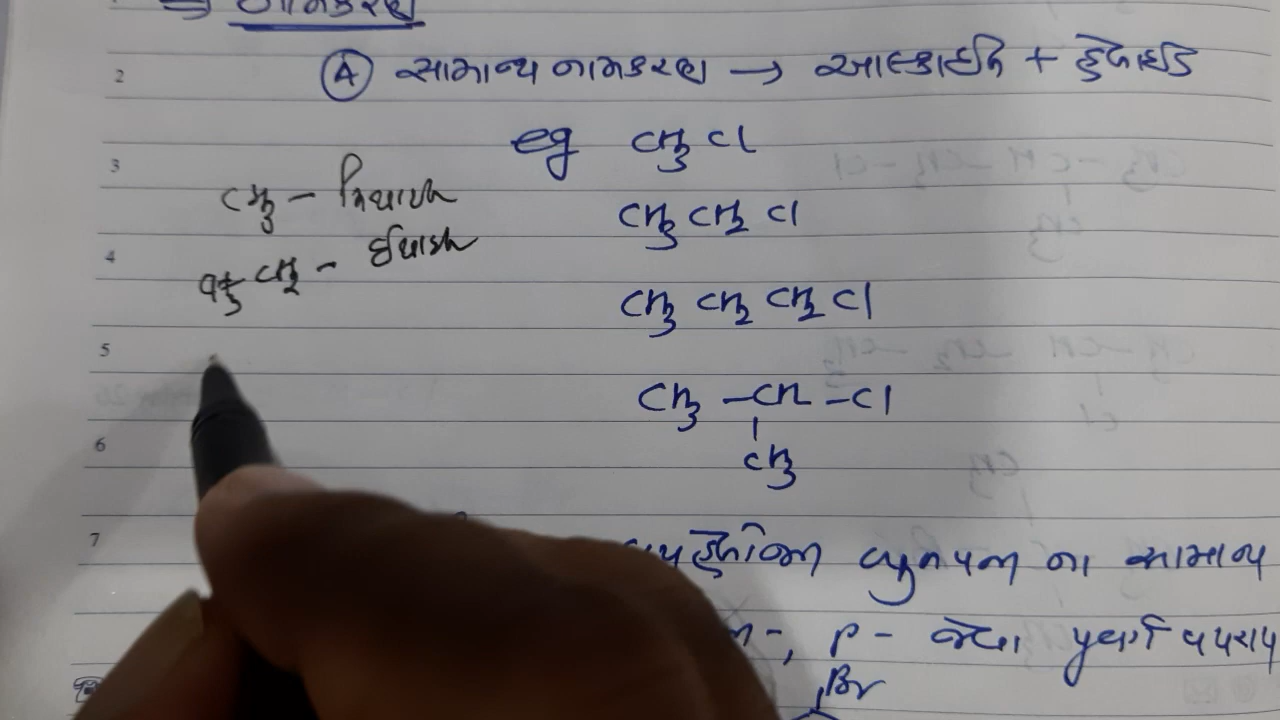 નામકરણ
2
Ⓐ સામાન્ય નામકરણ → આલ્કાઈલ + હેલાઈડ
3
eg CH₃ Cl
CH₃ – મિથાઈલ
CH₃ CH₂ Cl
4
CH₃ CH₂ – ઈથાઈલ
CH₃ CH₂ CH₂ Cl
5
CH₃ – CH – Cl
|
CH₃
6
7
હેલોજન વ્યુત્પન્ન ના સામાન્ય
-, p - જેવા પુર્વગ વપરાય
Br